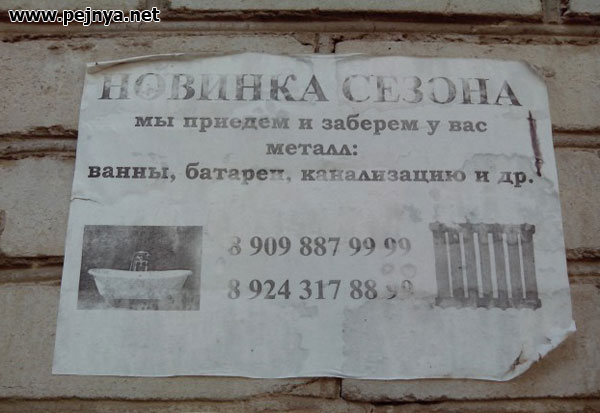 www.pejnya.net
НОВИНКА СЕЗОНА
мы приедем и заберем у вас
металл:
ванны, батареи, канализацию и др.
8 909 887 99 99
8 924 317 88 99